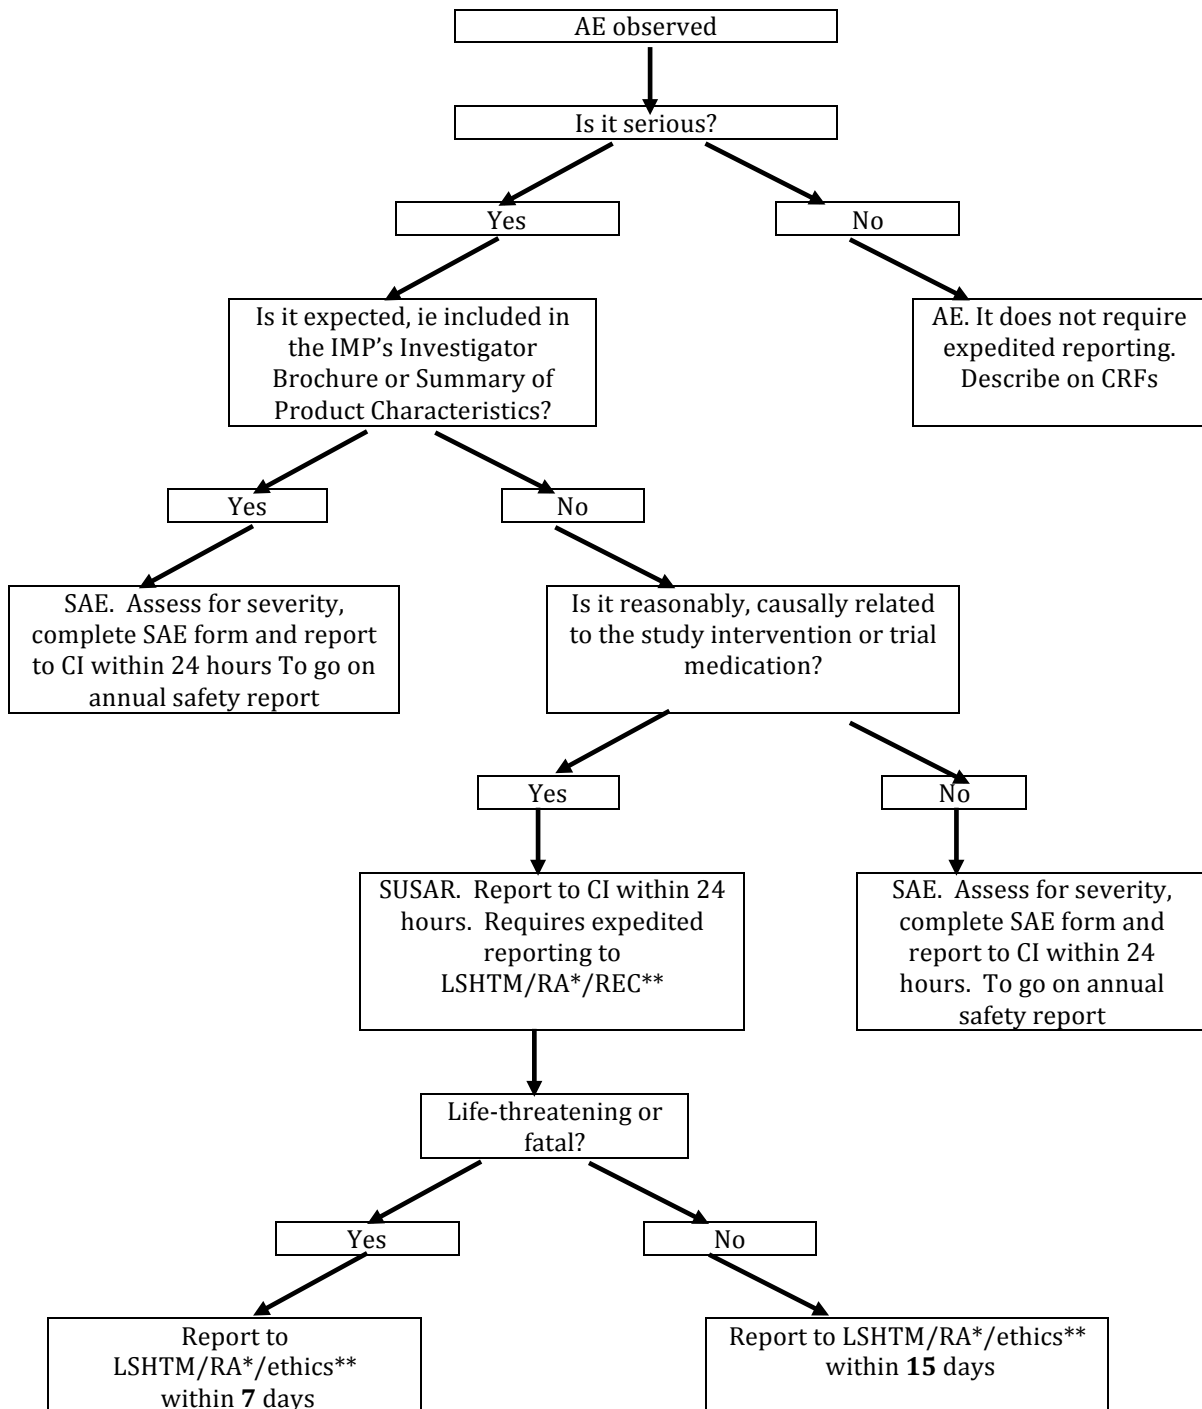 AE observed
Is it serious?
Yes
No
Is it expected, ie included in
the IMP’s Investigator
Brochure or Summary of
Product Characteristics?
AE. It does not require
expedited reporting.
Describe on CRFs
Yes
No
SAE.  Assess for severity,
complete SAE form and report
to CI within 24 hours To go on
annual safety report
Is it reasonably, causally related
to the study intervention or trial
medication?
Yes
No
SUSAR.  Report to CI within 24
hours.  Requires expedited
reporting to
LSHTM/RA*/REC**
SAE.  Assess for severity,
complete SAE form and
report to CI within 24
hours.  To go on annual
safety report
Life-threatening or
fatal?
Yes
No
Report to
LSHTM/RA*/ethics**
within 7 days
Report to LSHTM/RA*/ethics**
within 15 days